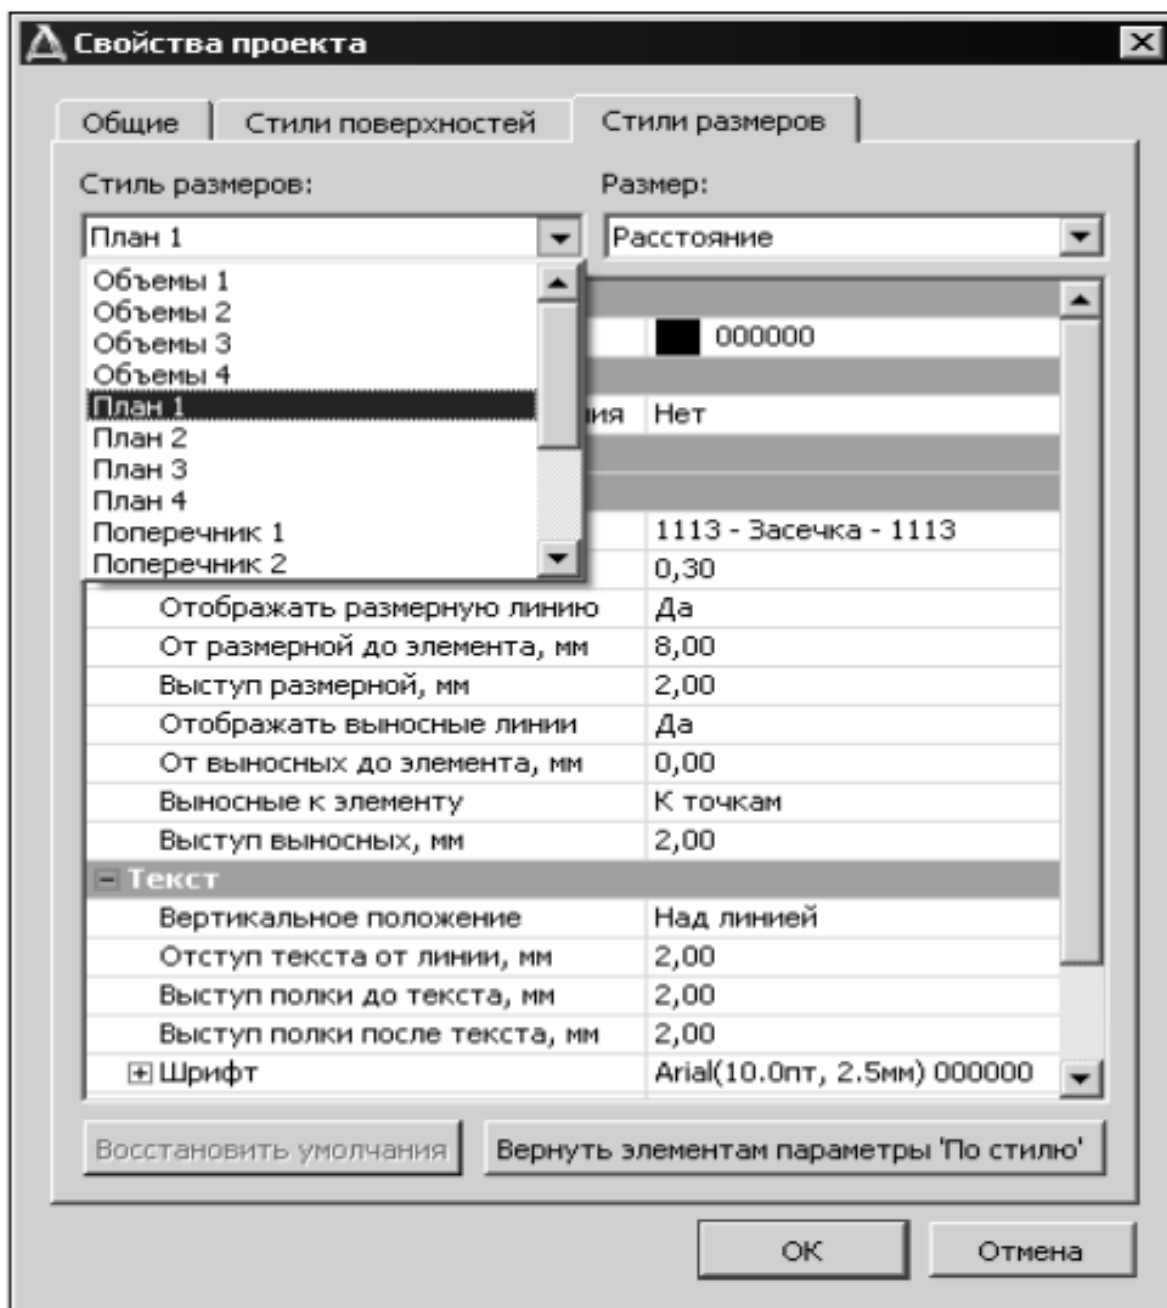 Свойства проекта
Общие Стили поверхностей Стили размеров
Стиль размеров: Размер:
План 1 Расстояние
Объемы 1
Объемы 2
000000
Объемы 3
Объемы 4
План 1
ия Нет
План 2
План 3
План 4
Поперечник 1 1113 - Засечка - 1113
Поперечник 2 0,30
Отображать размерную линию Да
От размерной до элемента, мм 8,00
Выступ размерной, мм 2,00
Отображать выносные линии Да
От выносных до элемента, мм 0,00
Выносные к элементу К точкам
Выступ выносных, мм 2,00
Текст
Вертикальное положение Над линией
Отступ текста от линии, мм 2,00
Выступ полки до текста, мм 2,00
Выступ полки после текста, мм 2,00
Шрифт Arial(10.0пт, 2.5мм) 000000
Восстановить умолчания Вернуть элементам параметры 'По стилю'
OK Отмена